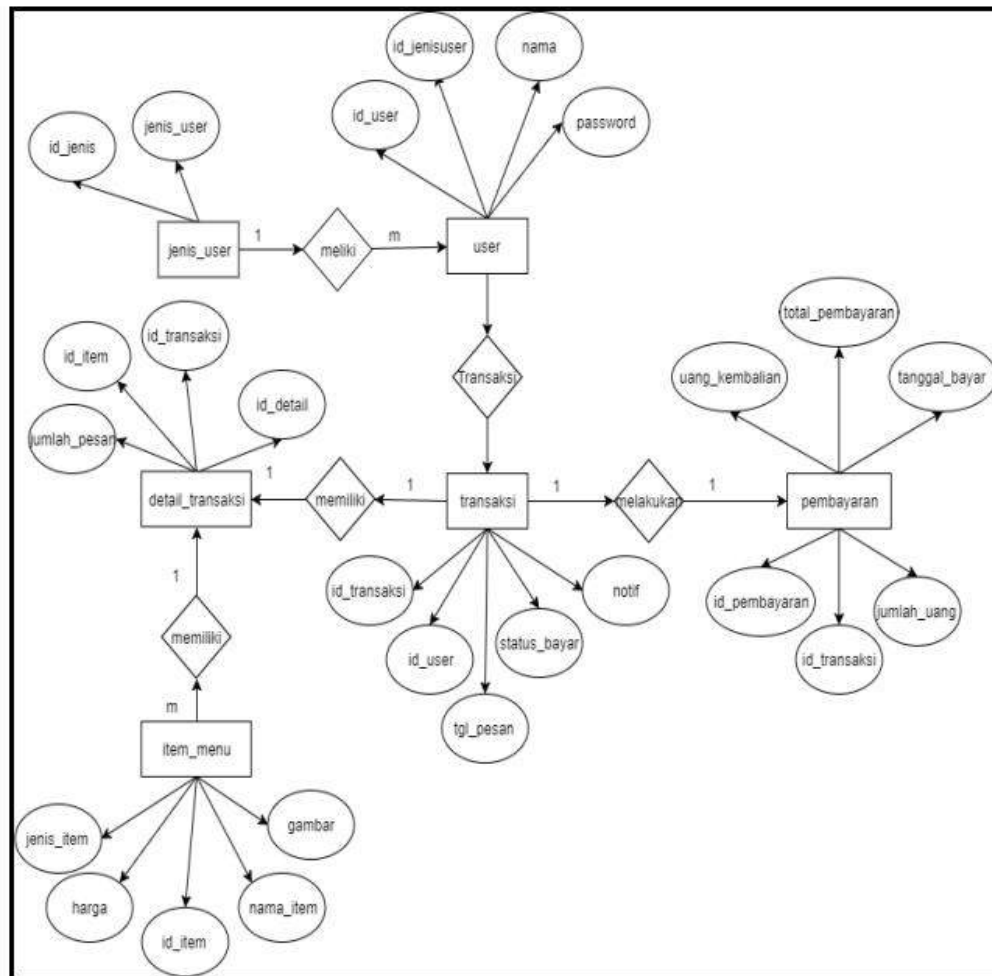 id_jenisuser
nama
id_user
password
jenis_user
id_jenis
jenis_user
1
meliki
m
user
id_transaksi
id_item
id_detail
jumlah_pesan
Transaksi
total_pembayaran
uang_kembalian
tanggal_bayar
detail_transaksi
1
memiliki
1
transaksi
1
melakukan
1
pembayaran
id_transaksi
notif
id_user
status_bayar
tgl_pesan
id_pembayaran
jumlah_uang
id_transaksi
1
memiliki
m
item_menu
jenis_item
gambar
harga
nama_item
id_item